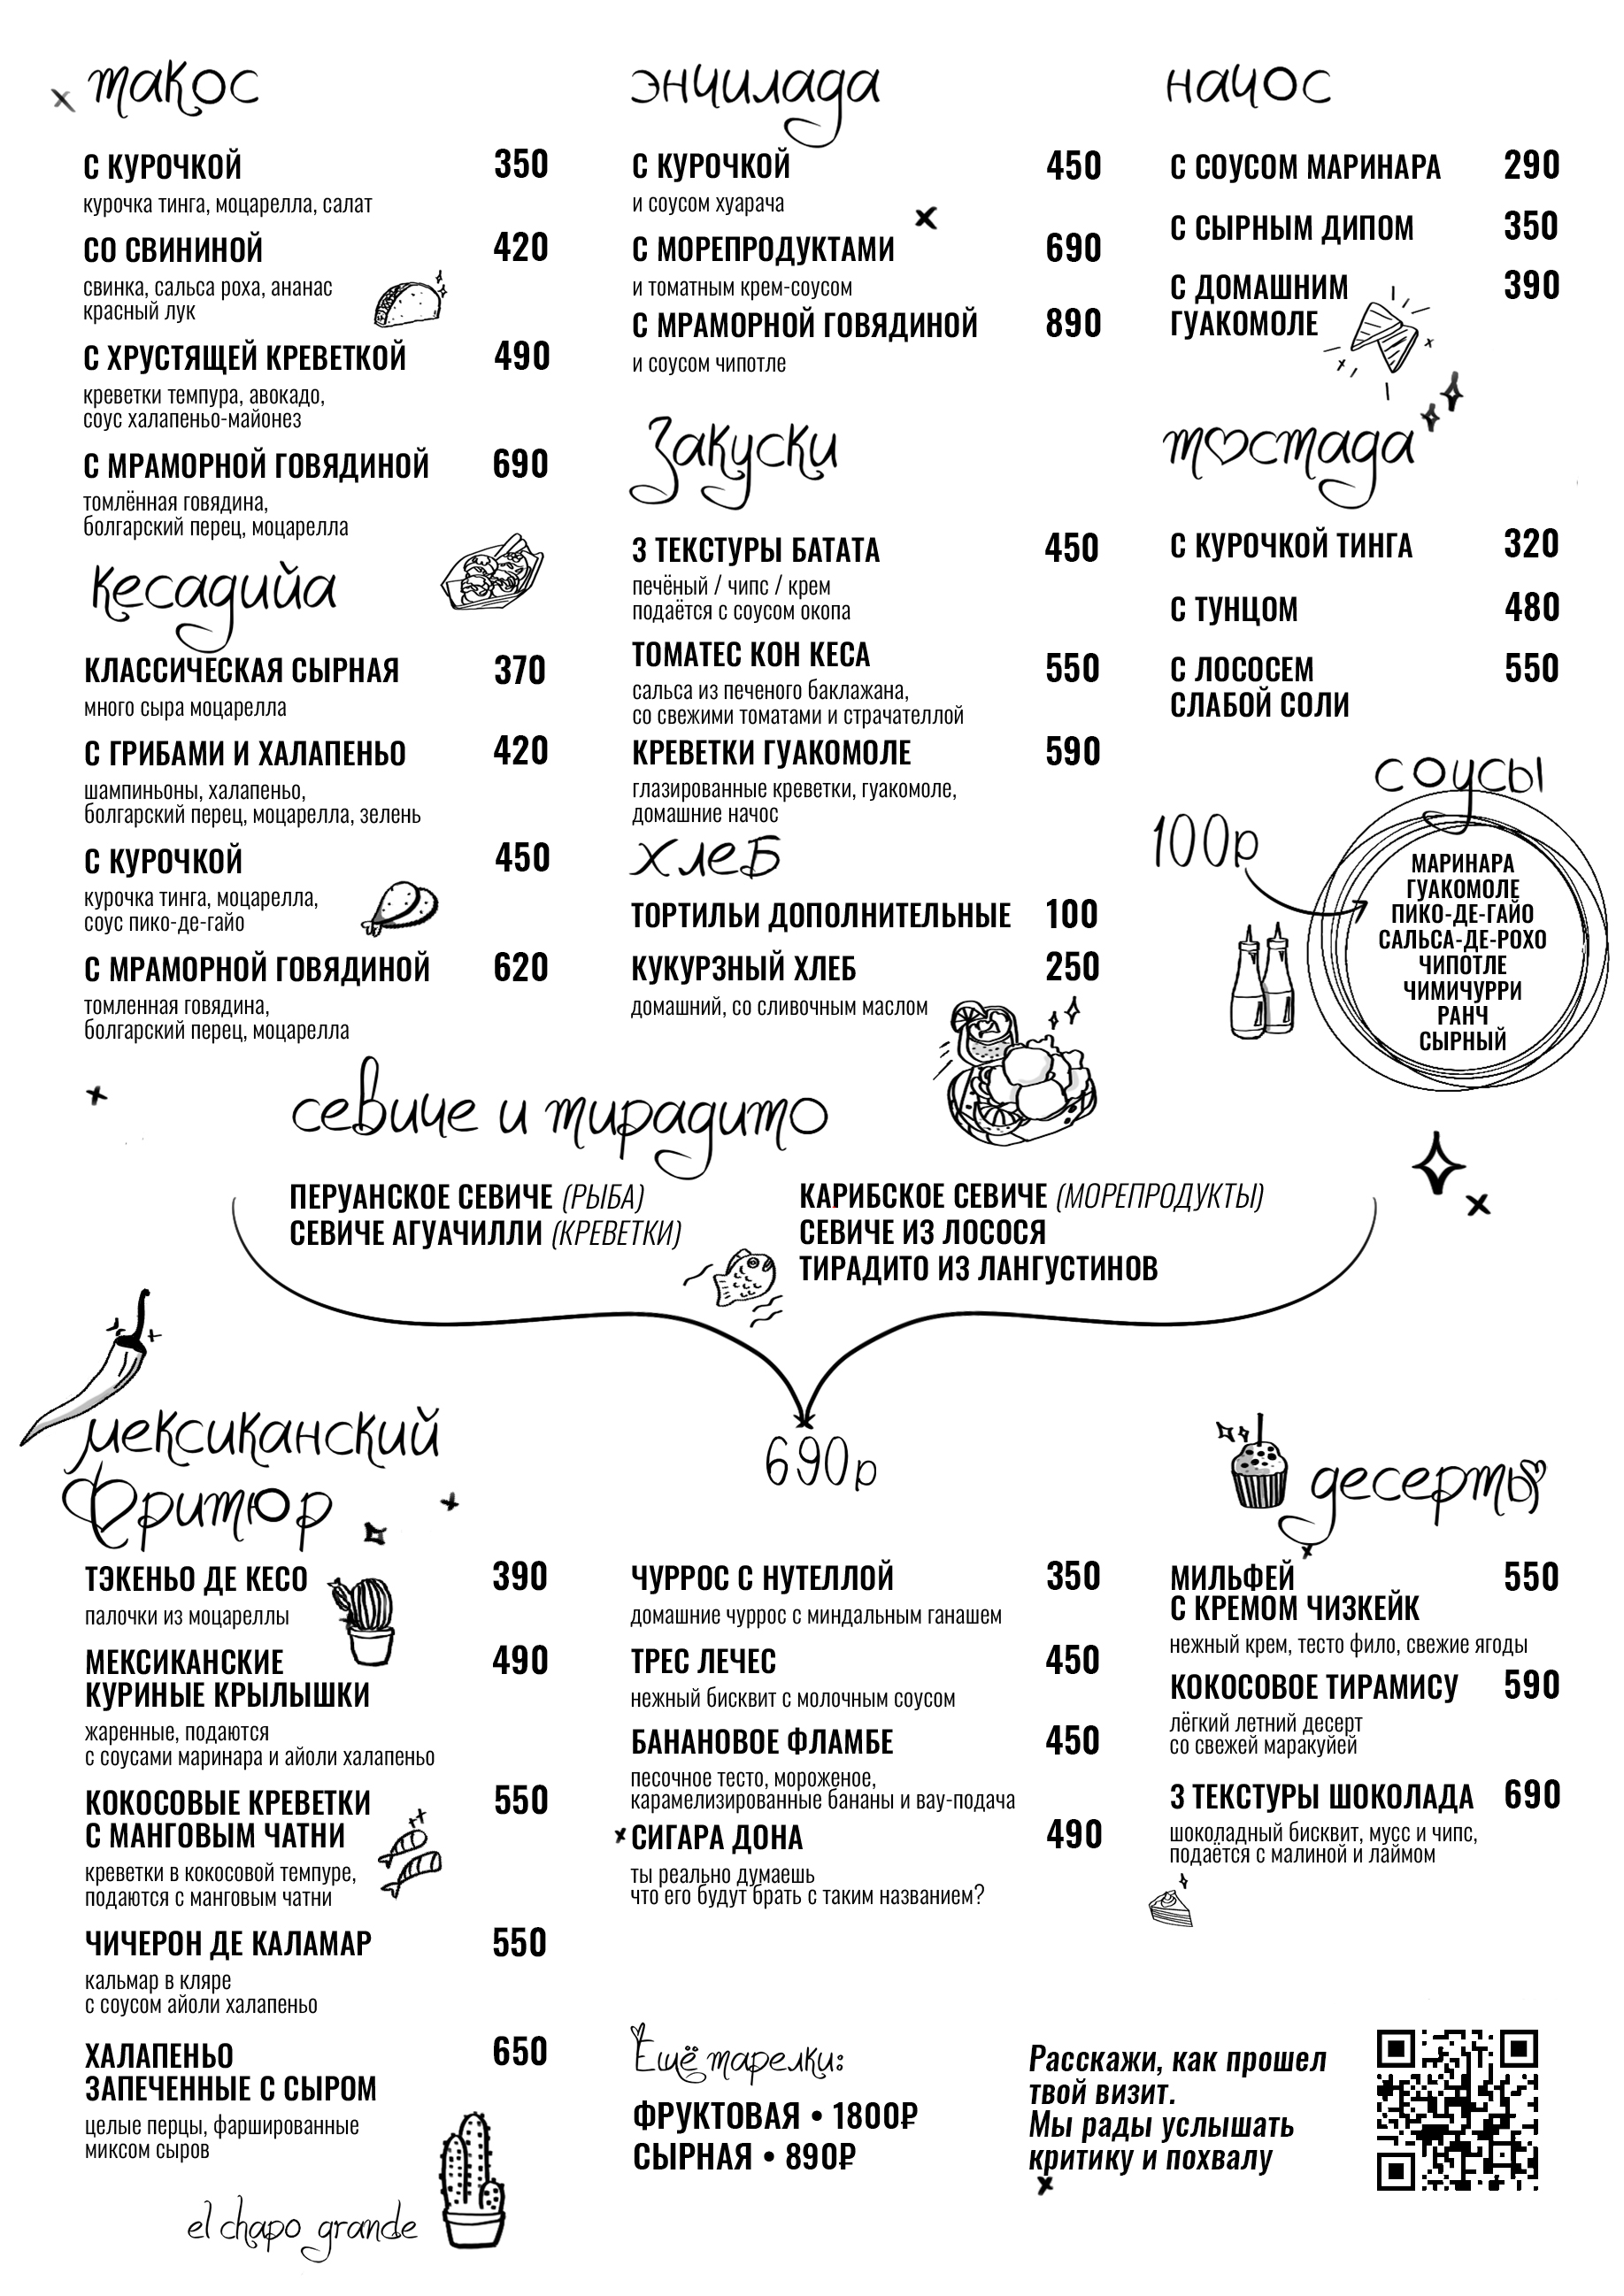 такос
С КУРОЧКОЙ 350
курочка тинга, моцарелла, салат
СО СВИНИНОЙ 420
свинка, сальса роха, ананас
красный лук
С ХРУСТЯЩЕЙ КРЕВЕТКОЙ 490
креветки темпура, авокадо,
соус халапеньо-майонез
С МРАМОРНОЙ ГОВЯДИНОЙ 690
томлённая говядина,
болгарский перец, моцарелла
кесадийа
КЛАССИЧЕСКАЯ СЫРНАЯ 370
много сыра моцарелла
С ГРИБАМИ И ХАЛАПЕНЬО 420
шампиньоны, халапеньо,
болгарский перец, моцарелла, зелень
С КУРОЧКОЙ 450
курочка тинга, моцарелла,
соус пико-де-гайо
С МРАМОРНОЙ ГОВЯДИНОЙ 620
томленная говядина,
болгарский перец, моцарелла
энчилада
С КУРОЧКОЙ 450
и соусом хуарача
С МОРЕПРОДУКТАМИ 690
и томатным крем-соусом
С МРАМОРНОЙ ГОВЯДИНОЙ 890
и соусом чипотле
Закуски
3 ТЕКСТУРЫ БАТАТА 450
печёный / чипс / крем
подаётся с соусом окопа
ТОМАТЕС КОН КЕСА 550
сальса из печеного баклажана,
со свежими томатами и страчателлой
КРЕВЕТКИ ГУАКОМОЛЕ 590
глазированные креветки, гуакомоле,
домашние начос
хлеб
ТОРТИЛЬИ ДОПОЛНИТЕЛЬНЫЕ 100
КУКУРЗНЫЙ ХЛЕБ 250
домашний, со сливочным маслом
начос
С СОУСОМ МАРИНАРА 290
С СЫРНЫМ ДИПОМ 350
С ДОМАШНИМ 390
ГУАКОМОЛЕ
тостада
С КУРОЧКОЙ ТИНГА 320
С ТУНЦОМ 480
С ЛОСОСЕМ 550
СЛАБОЙ СОЛИ
соусы
100р
МАРИНАРА
ГУАКОМОЛЕ
ПИКО-ДЕ-ГАЙО
САЛЬСА-ДЕ-РОХО
ЧИПОТЛЕ
ЧИМИЧУРРИ
РАНЧ
СЫРНЫЙ
севиче и тирадито
ПЕРУАНСКОЕ СЕВИЧЕ (РЫБА)
СЕВИЧЕ АГУАЧИЛЛИ (КРЕВЕТКИ)
КАРИБСКОЕ СЕВИЧЕ (МОРЕПРОДУКТЫ)
СЕВИЧЕ ИЗ ЛОСОСЯ
ТИРАДИТО ИЗ ЛАНГУСТИНОВ
690р
мексиканский
фритюр
ТЭКЕНЬО ДЕ КЕСО 390
палочки из моцареллы
МЕКСИКАНСКИЕ 490
КУРИНЫЕ КРЫЛЫШКИ
жаренные, подаются
с соусами маринара и айоли халапеньо
КОКОСОВЫЕ КРЕВЕТКИ 550
С МАНГОВЫМ ЧАТНИ
креветки в кокосовой темпуре,
подаются с манговым чатни
ЧИЧЕРОН ДЕ КАЛАМАР 550
кальмар в кляре
с соусом айоли халапеньо
ХАЛАПЕНЬО 650
ЗАПЕЧЕННЫЕ С СЫРОМ
целые перцы, фаршированные
миксом сыров
el chapo grande
десерты
ЧУРРОС С НУТЕЛЛОЙ 350
домашние чуррос с миндальным ганашем
ТРЕС ЛЕЧЕС 450
нежный бисквит с молочным соусом
БАНАНОВОЕ ФЛАМБЕ 450
песочное тесто, мороженое,
карамелизированные бананы и вау-подача
СИГАРА ДОНА 490
ты реально думаешь
что его будут брать с таким названием?
МИЛЬФЕЙ 550
С КРЕМОМ ЧИЗКЕЙК
нежный крем, тесто фило, свежие ягоды
КОКОСОВОЕ ТИРАМИСУ 590
лёгкий летний десерт
со свежей маракуйей
3 ТЕКСТУРЫ ШОКОЛАДА 690
шоколадный бисквит, мусс и чипс,
подаётся с малиной и лаймом
Ещё тарелки:
ФРУКТОВАЯ • 1800₽
СЫРНАЯ • 890₽
Расскажи, как прошел
твой визит.
Мы рады услышать
критику и похвалу